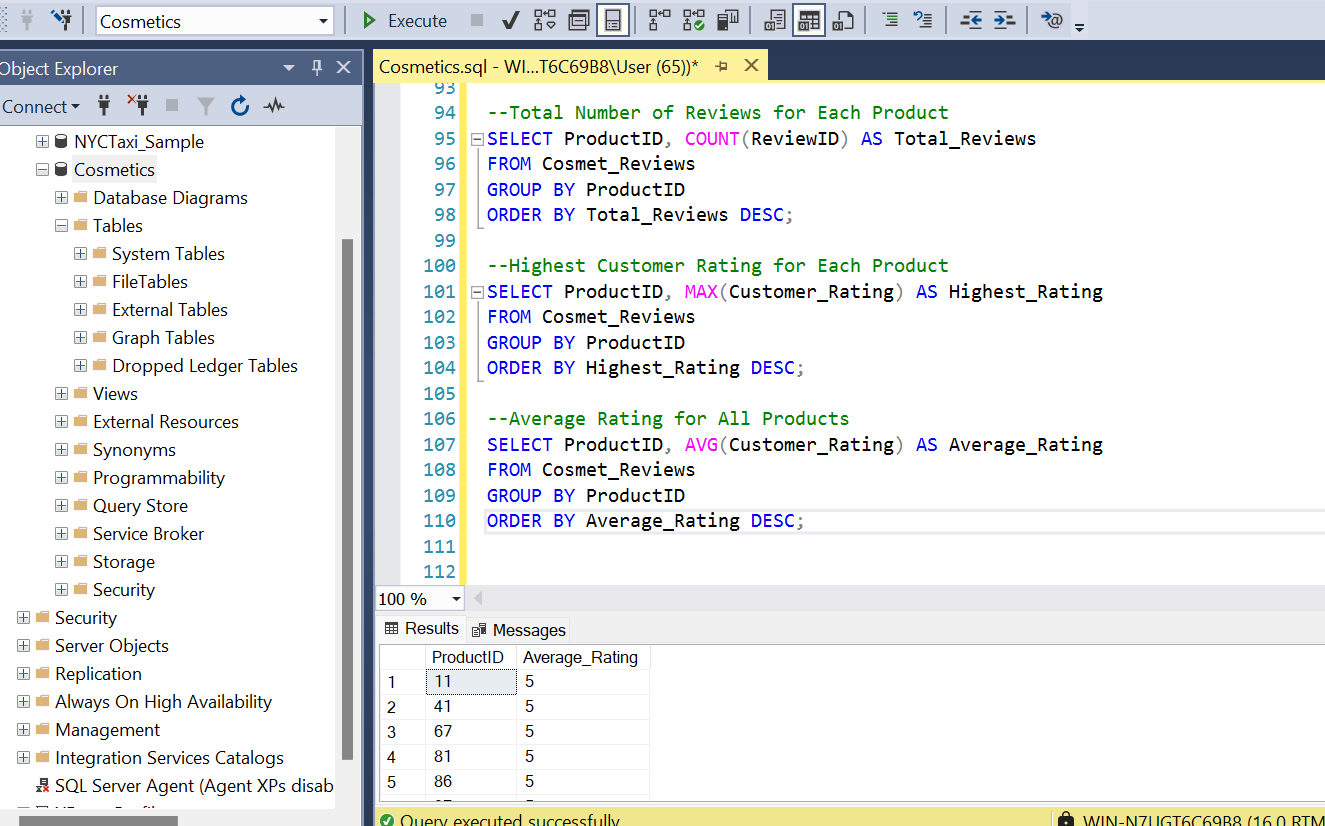 Cosmetics
Execute
Object Explorer
Connect
NYCTaxi_Sample
Cosmetics
Database Diagrams
Tables
System Tables
FileTables
External Tables
Graph Tables
Dropped Ledger Tables
Views
External Resources
Synonyms
Programmability
Query Store
Service Broker
Storage
Security
Security
Server Objects
Replication
Always On High Availability
Management
Integration Services Catalogs
SQL Server Agent (Agent XPs disab
Cosmetics.sql - WI...T6C69B8\User (65))*
93
94 --Total Number of Reviews for Each Product
95 SELECT ProductID, COUNT(ReviewID) AS Total_Reviews
96 FROM Cosmet_Reviews
97 GROUP BY ProductID
98 ORDER BY Total_Reviews DESC;
99
100 --Highest Customer Rating for Each Product
101 SELECT ProductID, MAX(Customer_Rating) AS Highest_Rating
102 FROM Cosmet_Reviews
103 GROUP BY ProductID
104 ORDER BY Highest_Rating DESC;
105
106 --Average Rating for All Products
107 SELECT ProductID, AVG(Customer_Rating) AS Average_Rating
108 FROM Cosmet_Reviews
109 GROUP BY ProductID
110 ORDER BY Average_Rating DESC;
111
112
100 %
Results Messages
ProductID Average_Rating
1 11 5
2 41 5
3 67 5
4 81 5
5 86 5
Query executed successfully
WIN-N7UGT6C69B8 (16.0 RTM